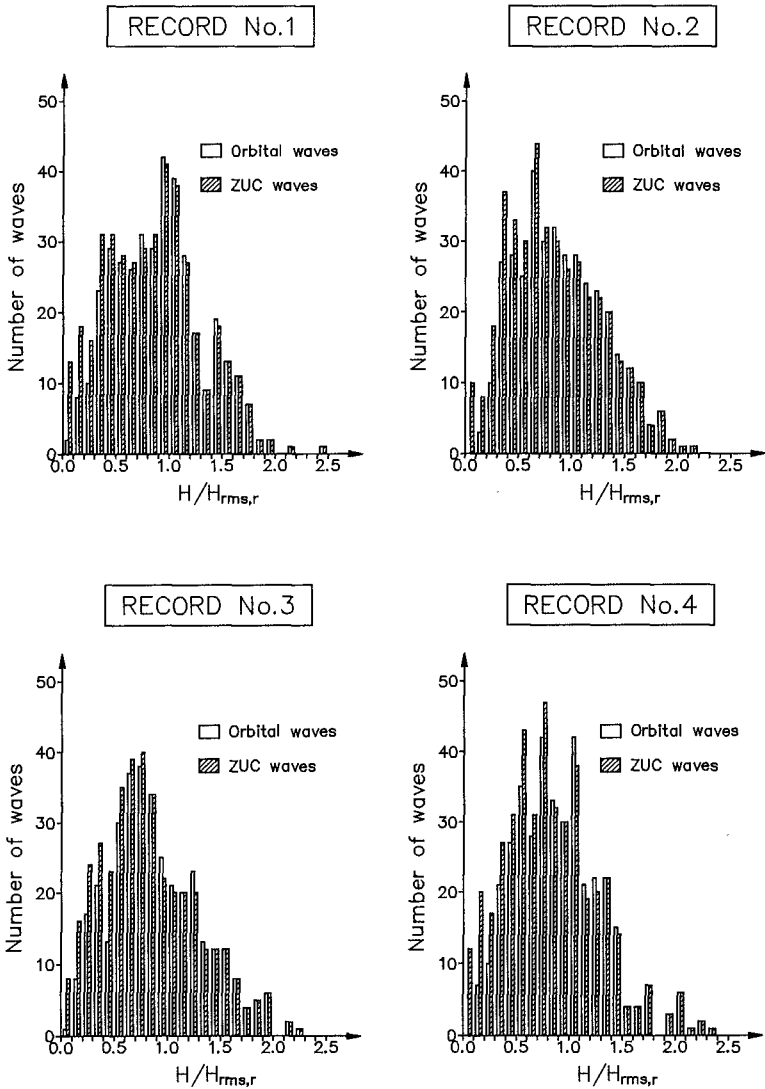 RECORD No.1
Number of waves
50
40
30
20
10
0
Orbital waves
ZUC waves
0.0 0.5 1.0 1.5 2.0 2.5
H/Hrms,r
RECORD No.2
Number of waves
50
40
30
20
10
0
Orbital waves
ZUC waves
0.0 0.5 1.0 1.5 2.0 2.5
H/Hrms,r
RECORD No.3
Number of waves
50
40
30
20
10
0
Orbital waves
ZUC waves
0.0 0.5 1.0 1.5 2.0 2.5
H/Hrms,r
RECORD No.4
Number of waves
50
40
30
20
10
0
Orbital waves
ZUC waves
0.0 0.5 1.0 1.5 2.0 2.5
H/Hrms,r